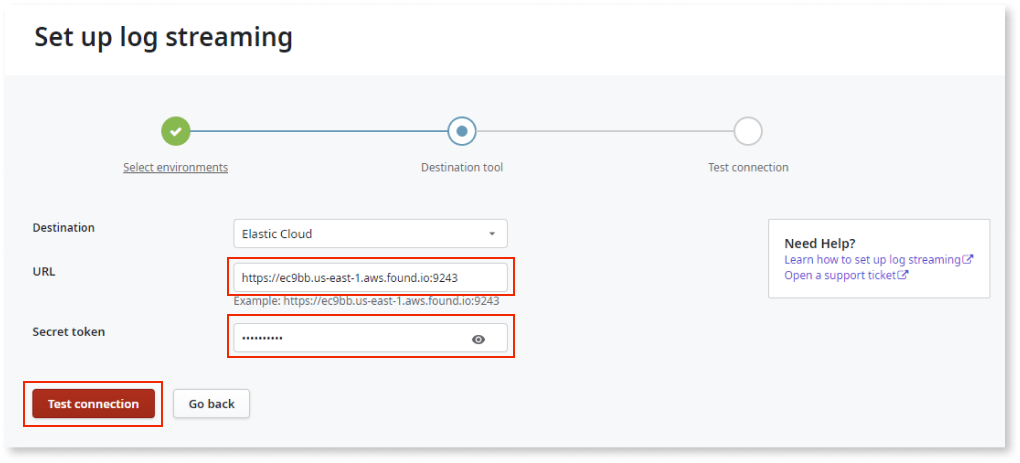 Set up log streaming
Select environments
Destination tool
Test connection
Destination
Elastic Cloud
URL
https://ec9bb.us-east-1.aws.found.io:9243
Example: https://ec9bb.us-east-1.aws.found.io:9243
Secret token
••••••••••
Test connection
Go back
Need Help?
Learn how to set up log streaming
Open a support ticket